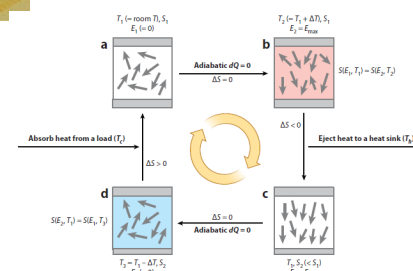 T₁ (= room T), S₁
E₁ (= 0)
T₂ (= T₁ + ΔT), S₁
E₂ = Eₘₐₓ
a
b
Adiabatic dQ = 0
ΔS = 0
S(E₁, T₁) = S(E₂, T₂)
ΔS < 0
Absorb heat from a load (T꜀)
Eject heat to a heat sink (Tₕ)
ΔS > 0
d
c
ΔS = 0
Adiabatic dQ = 0
S(E₂, T₁) = S(E₁, T₃)
T₃ = T₁ − ΔT, S₂
T₁, S₂ (< S₁)